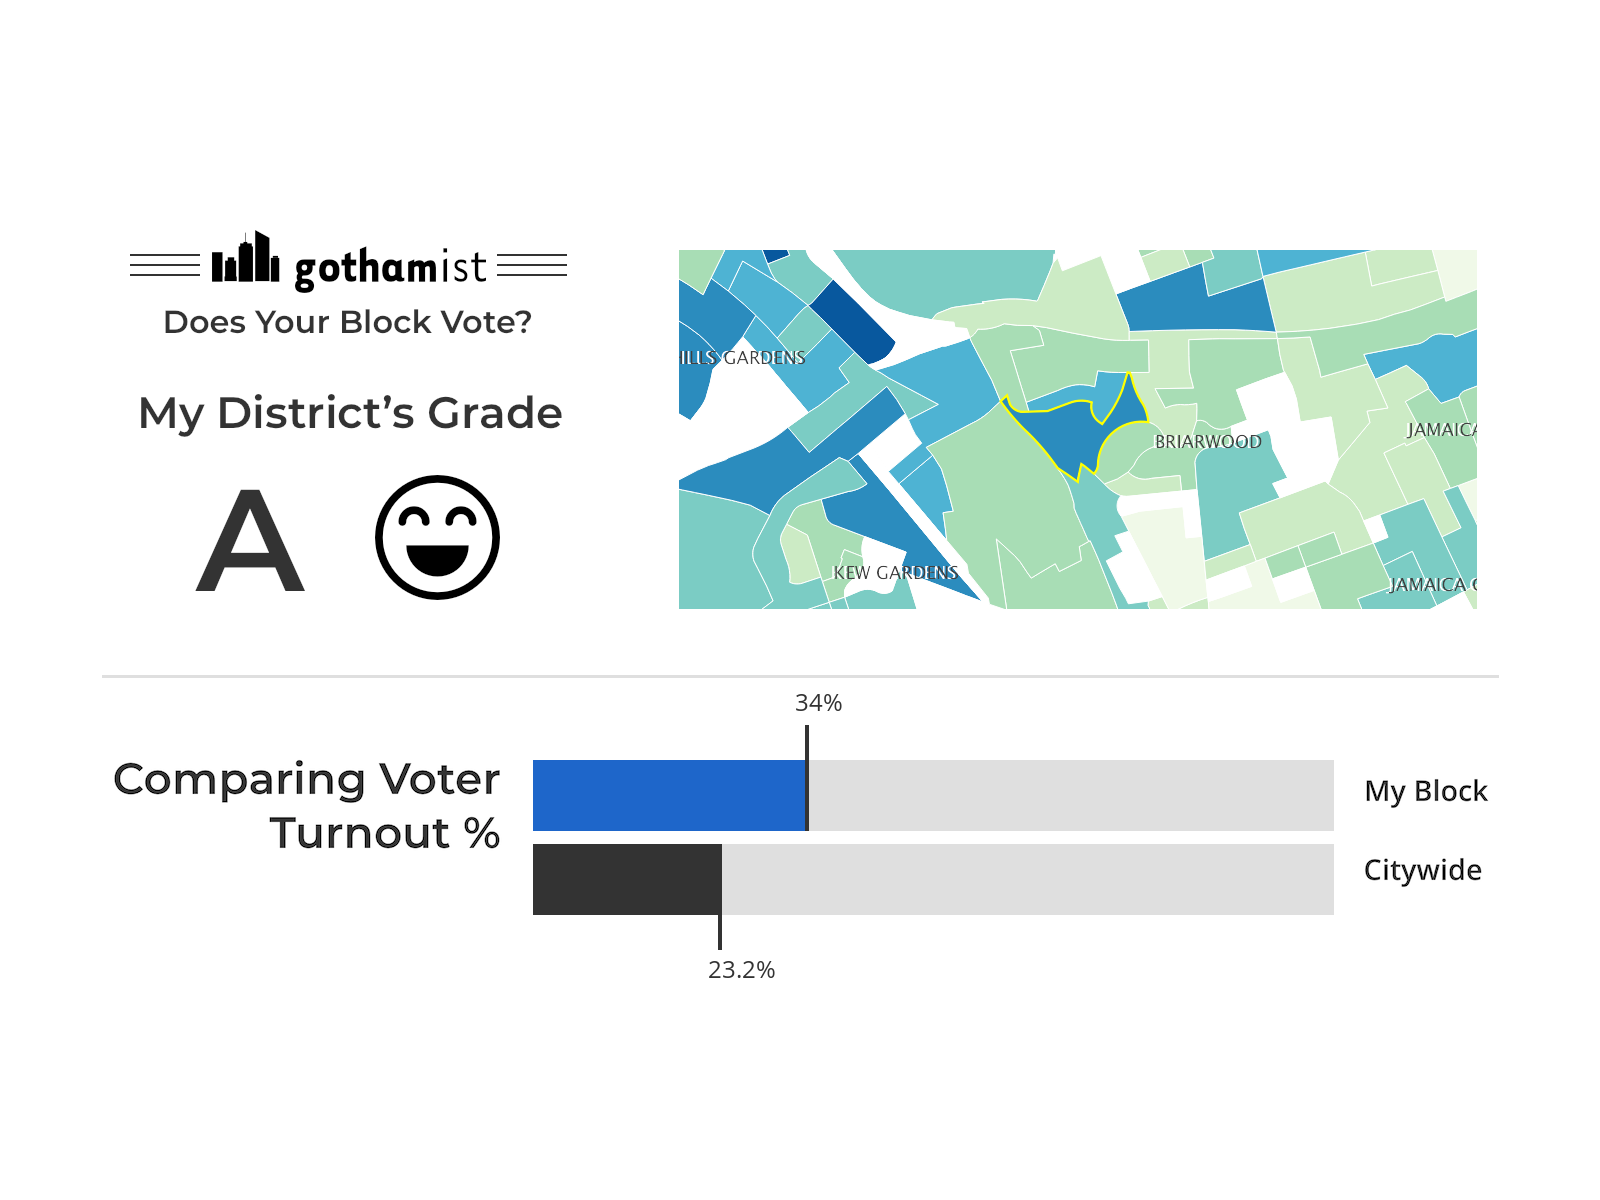 gothamist
Does Your Block Vote?
My District’s Grade
A
ILLS GARDENS
BRIARWOOD
JAMAICA
KEW GARDENS
JAMAICA
34%
Comparing Voter
Turnout %
My Block
Citywide
23.2%